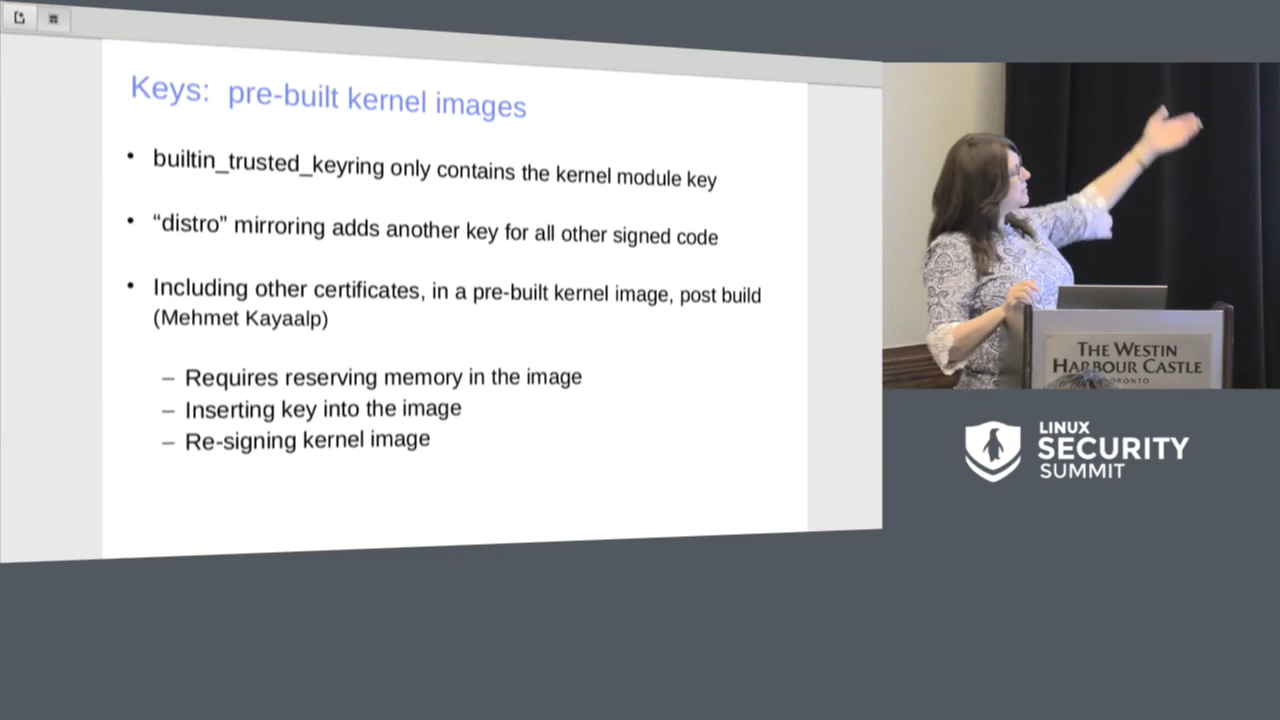 Keys: pre-built kernel images
• builtin_trusted_keyring only contains the kernel module key
• “distro” mirroring adds another key for all other signed code
• Including other certificates, in a pre-built kernel image, post build
(Mehmet Kayaalp)
– Requires reserving memory in the image
– Inserting key into the image
– Re-signing kernel image
THE WESTIN
HARBOUR CASTLE
TORONTO
LINUX
SECURITY
SUMMIT